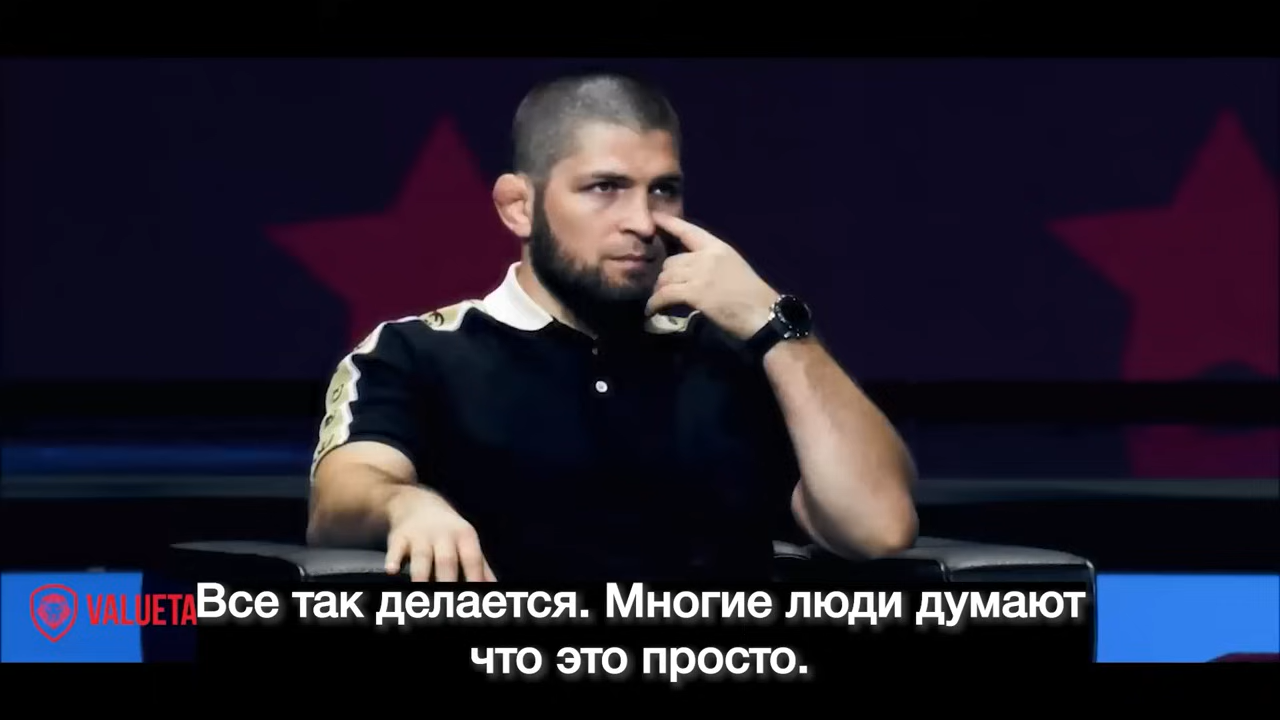 VALUETA
Все так делается. Многие люди думают
что это просто.